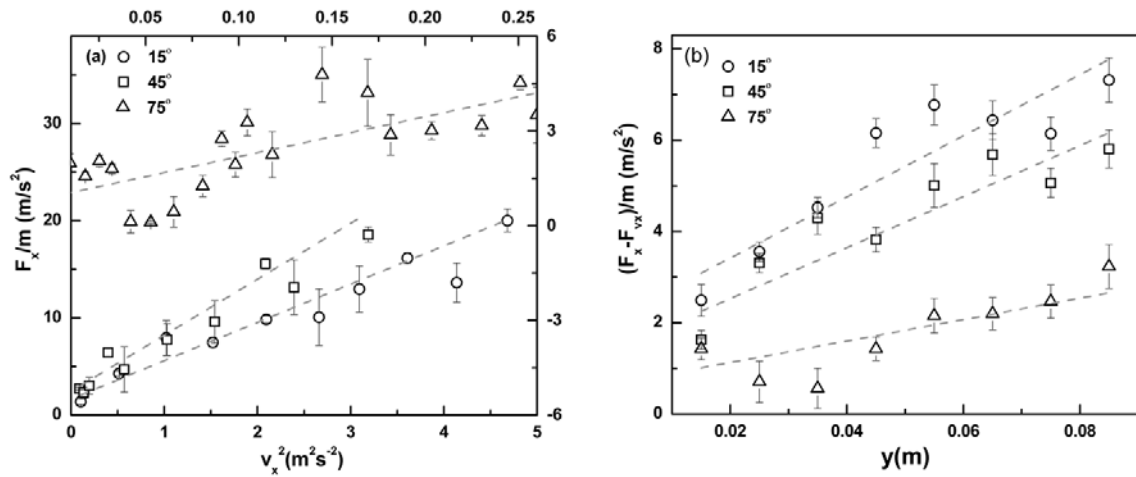 0.05 0.10 0.15 0.20 0.25
(a)
15°
45°
75°
F_x/m (m/s²)
30
20
10
0
6
3
0
-3
-6
0 1 2 3 4 5
v_x²(m²s⁻²)
(b)
15°
45°
75°
(F_x-F_vx)/m (m/s²)
8
6
4
2
0
0.02 0.04 0.06 0.08
y(m)